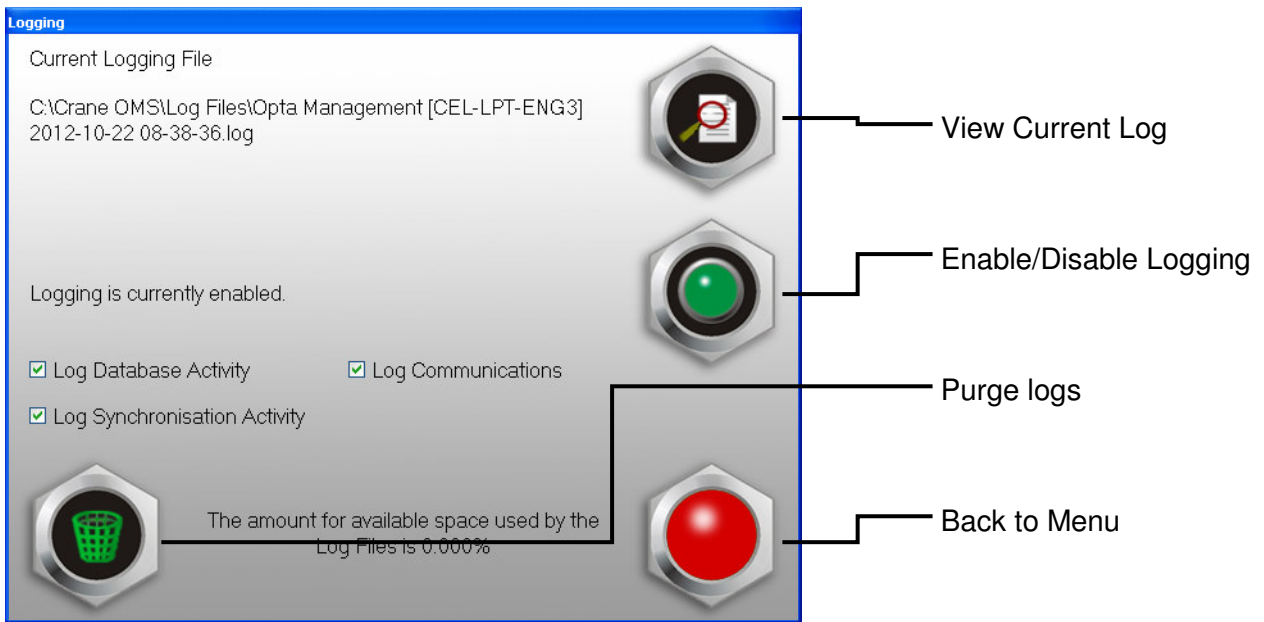 Logging
Current Logging File
C:\Crane OMS\Log Files\Opta Management [CEL-LPT-ENG3]
2012-10-22 08-38-36.log
View Current Log
Enable/Disable Logging
Logging is currently enabled.
Log Database Activity
Log Communications
Purge logs
Log Synchronisation Activity
The amount for available space used by the
Log Files is 0.000%
Back to Menu